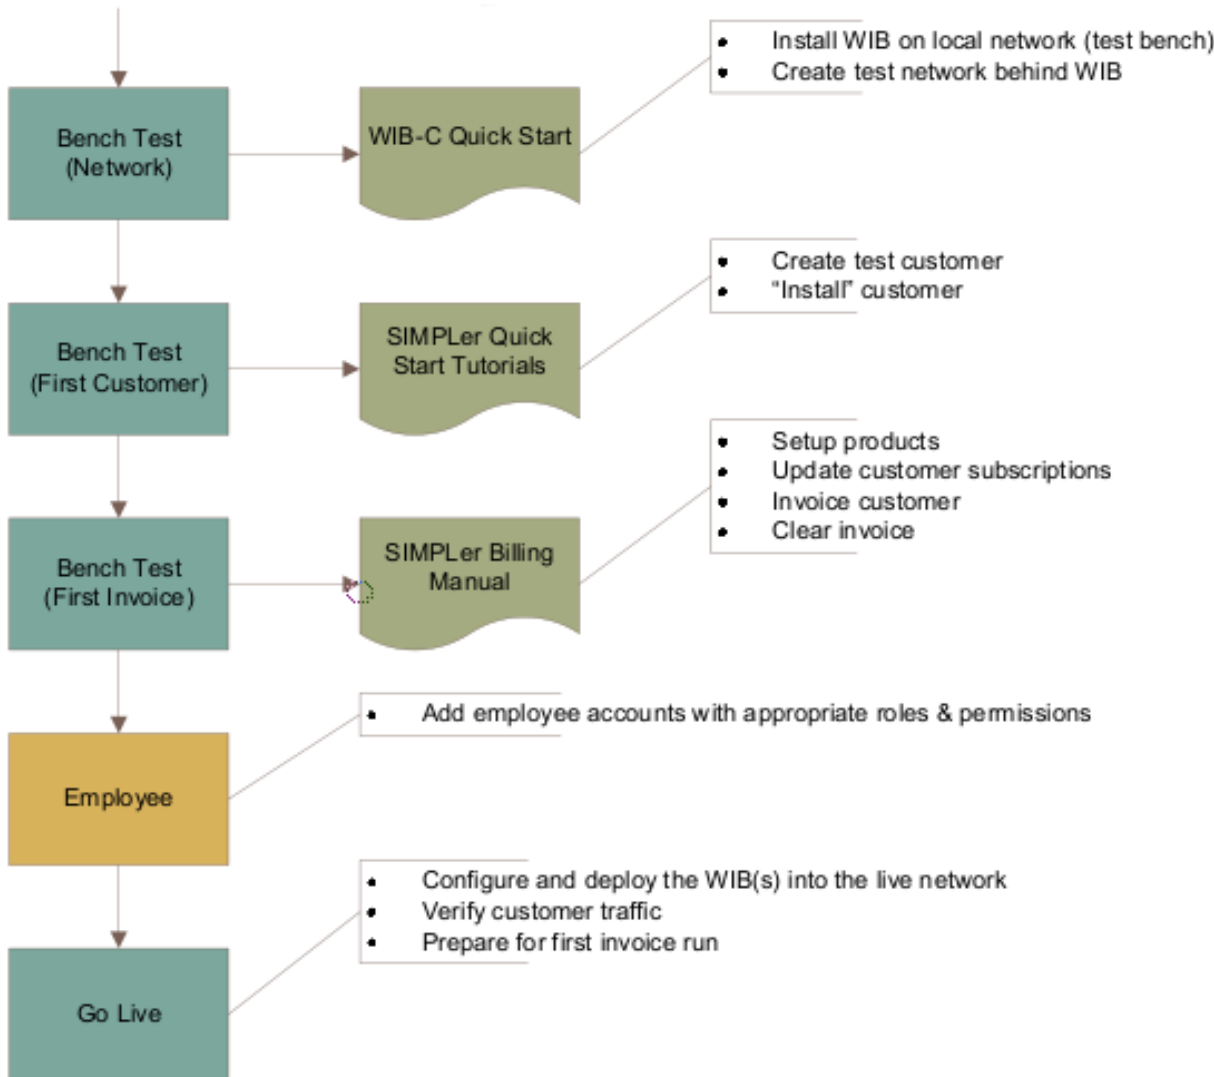 • Install WIB on local network (test bench)
• Create test network behind WIB
Bench Test
(Network)
WIB-C Quick Start
• Create test customer
• “Install” customer
Bench Test
(First Customer)
SIMPLer Quick
Start Tutorials
• Setup products
• Update customer subscriptions
• Invoice customer
• Clear invoice
Bench Test
(First Invoice)
SIMPLer Billing
Manual
• Add employee accounts with appropriate roles & permissions
Employee
• Configure and deploy the WIB(s) into the live network
• Verify customer traffic
• Prepare for first invoice run
Go Live